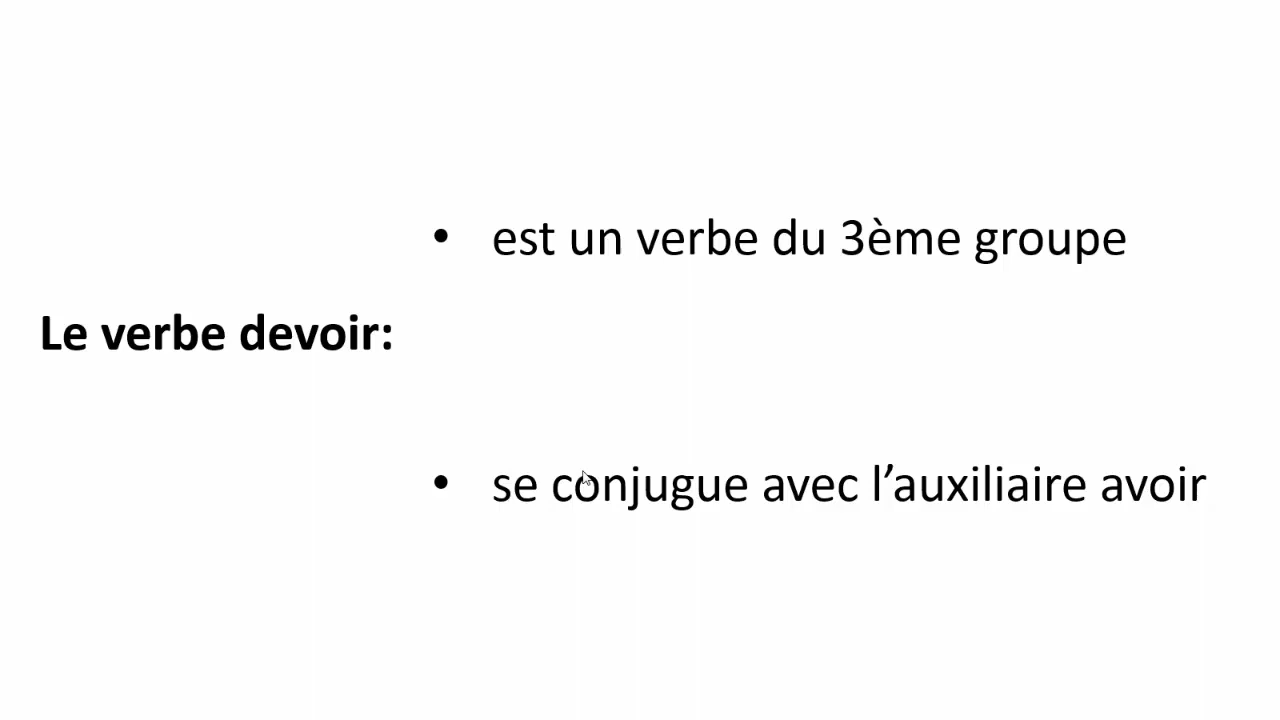 • est un verbe du 3ème groupe
Le verbe devoir:
• se conjugue avec l’auxiliaire avoir